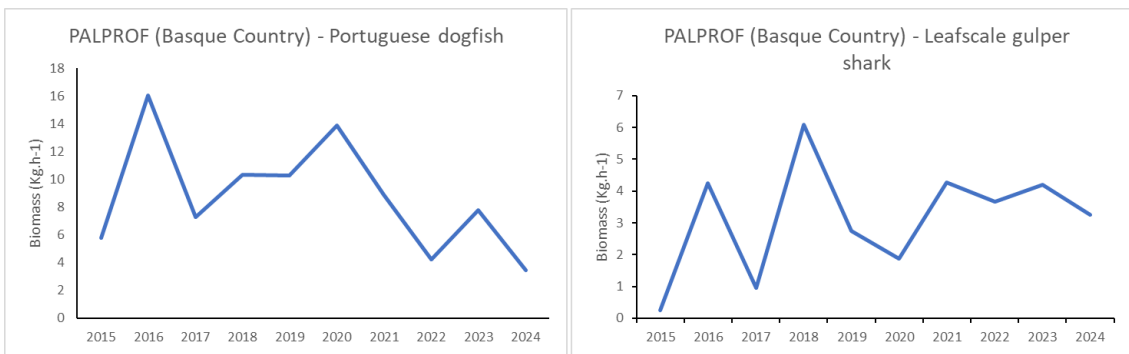 PALPROF (Basque Country) - Portuguese dogfish
18
16
14
12
10
8
6
4
2
0
Biomass (Kg.h-1)
2015 2016 2017 2018 2019 2020 2021 2022 2023 2024
PALPROF (Basque Country) - Leafscale gulper
shark
7
6
5
4
3
2
1
0
Biomass (Kg.h-1)
2015 2016 2017 2018 2019 2020 2021 2022 2023 2024